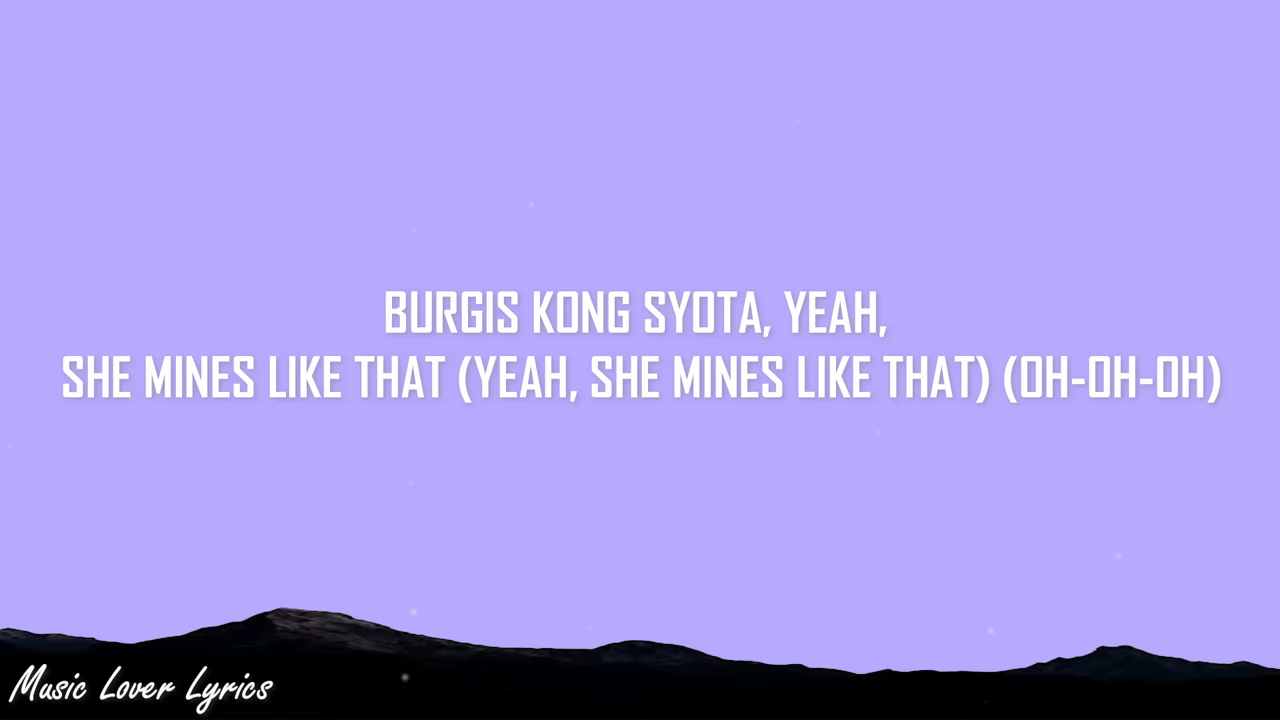 BURGIS KONG SYOTA, YEAH,
SHE MINES LIKE THAT (YEAH, SHE MINES LIKE THAT) (OH-OH-OH)
Music Lover Lyrics